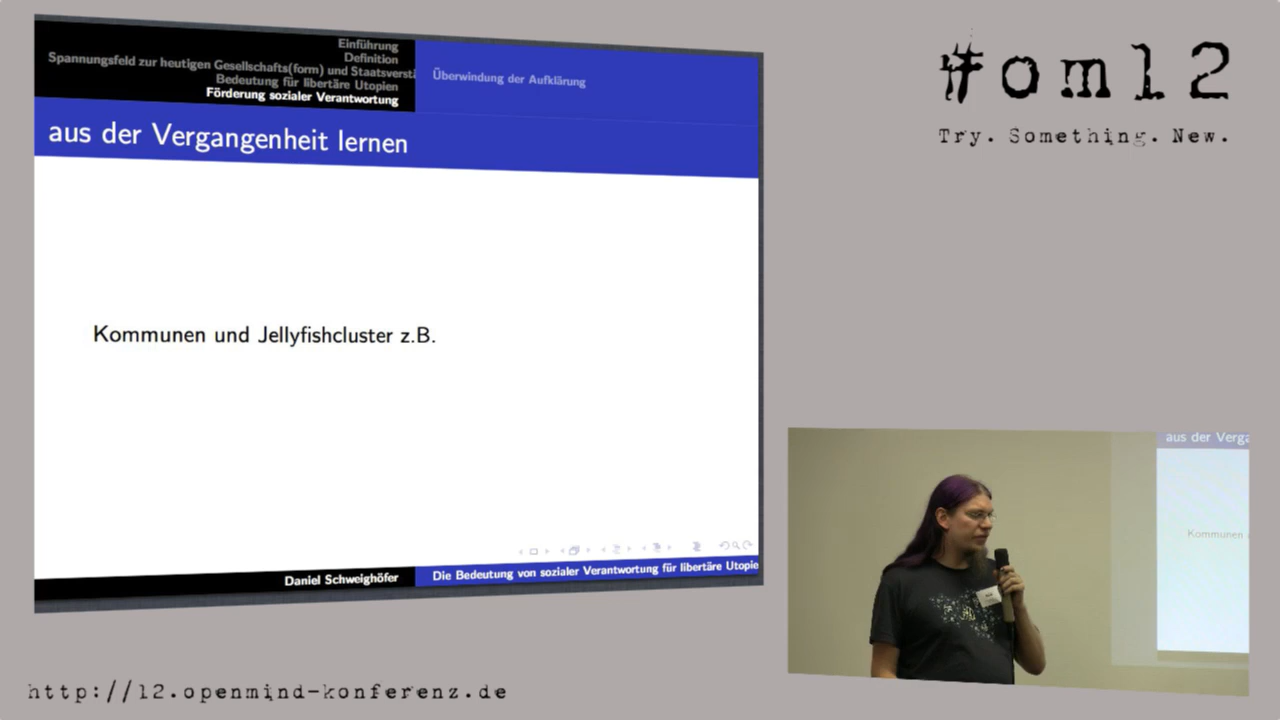 Einführung
Definition
Spannungsfeld zur heutigen Gesellschafts(form) und Staatsverstä
Bedeutung für libertäre Utopien
Förderung sozialer Verantwortung
Überwindung der Aufklärung
aus der Vergangenheit lernen
Kommunen und Jellyfishcluster z.B.
Daniel Schweighöfer
Die Bedeutung von sozialer Verantwortung für libertäre Utopie
#om12
Try. Something. New.
aus der Verga
Kommunen
http://12.openmind-konferenz.de